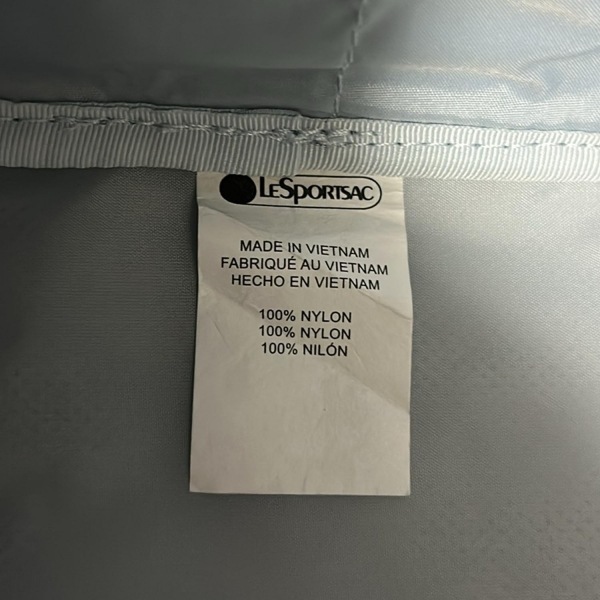 LeSportsac
MADE IN VIETNAM
FABRIQUÉ AU VIETNAM
HECHO EN VIETNAM
100% NYLON
100% NYLON
100% NILÓN